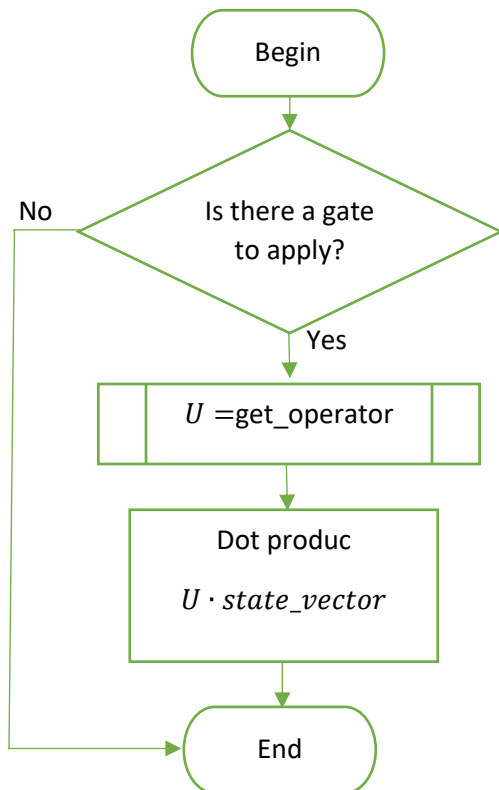 Begin
No
Is there a gate
to apply?
Yes
U =get_operator
Dot produc
U · state_vector
End